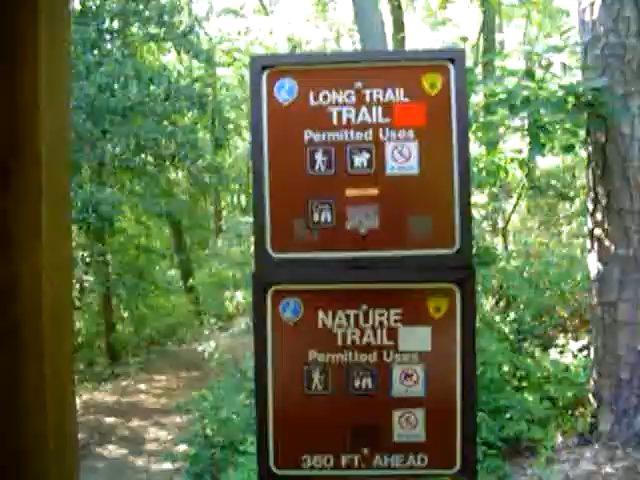 LONG TRAIL
TRAIL
Permitted Uses
NATURE
TRAIL
Permitted Uses
360 FT. AHEAD